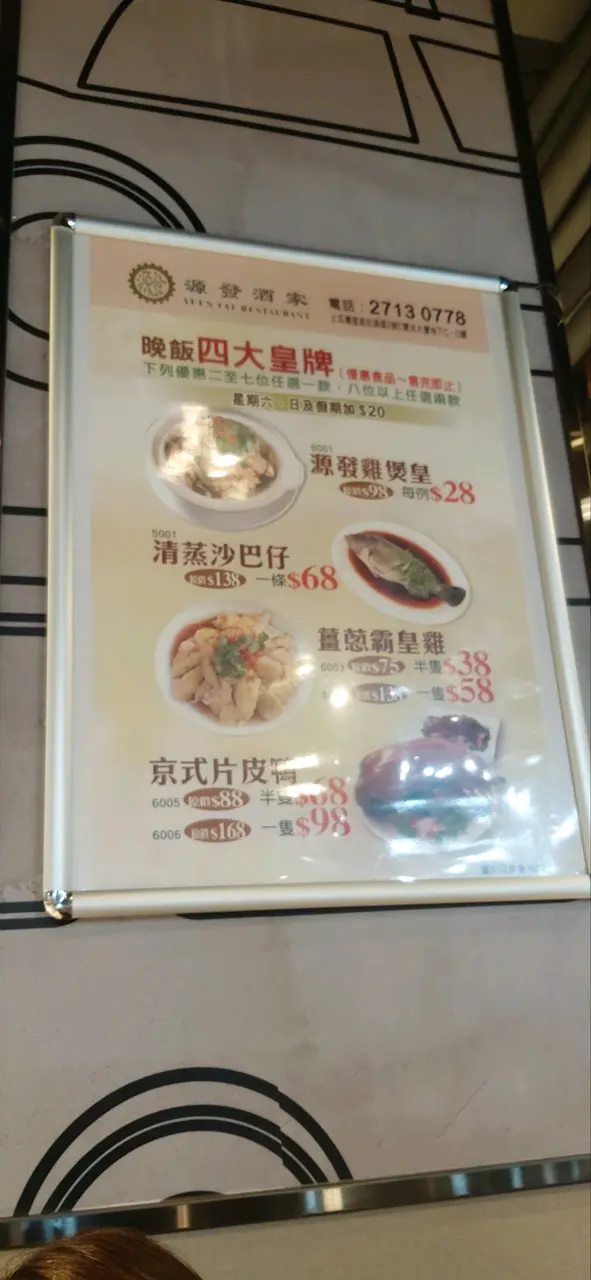 源發酒家
YUEN FAT RESTAURANT
電話：2713 0778
晚飯四大皇牌（優惠食品～售完即止）
下列優惠二至七位任選一款，八位以上任選兩款
星期六、日及假期加$20
6001
源發雞煲皇
原價$98 每例$28
5001
清蒸沙巴仔
原價$138 一條$68
薑蔥霸皇雞
6003 原價$75 半隻$38
原價$138 一隻$58
京式片皮鴨
6005 原價$88 半隻$68
6006 原價$168 一隻$98